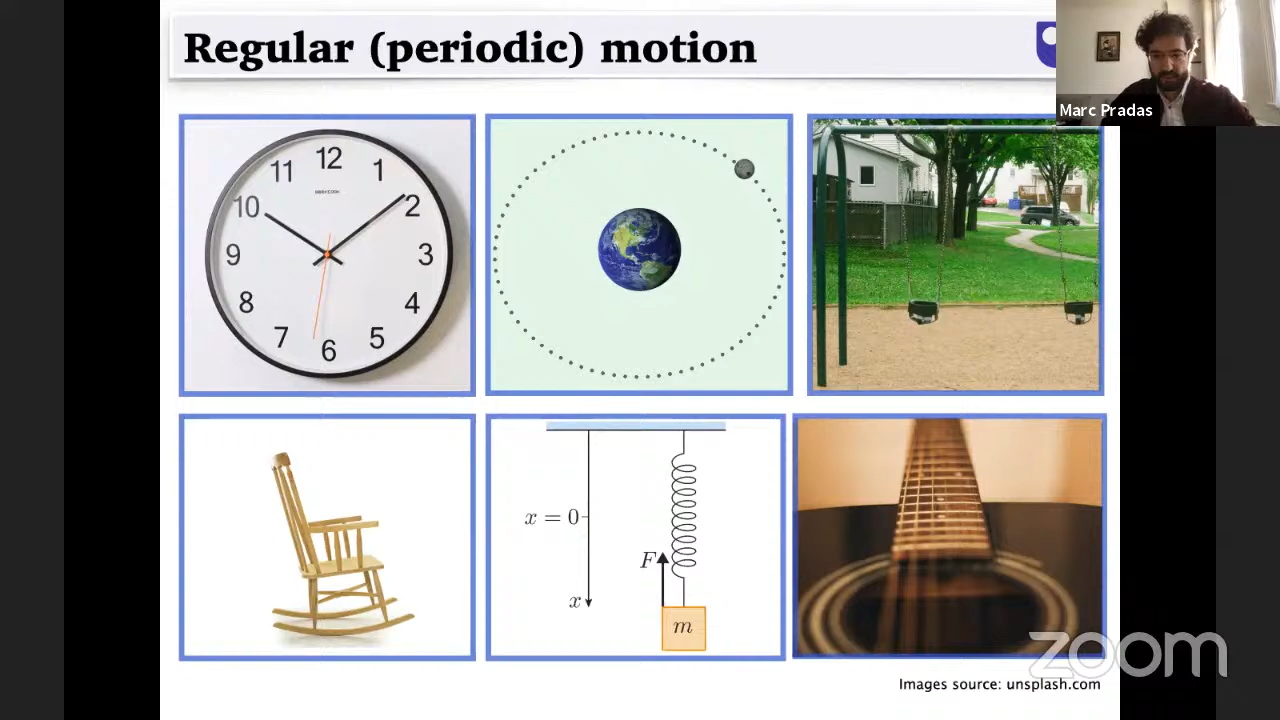 Regular (periodic) motion
Marc Pradas
12
11
1
10
2
9
3
8
4
7
5
6
x = 0
F
x
m
zoom
Images source: unsplash.com